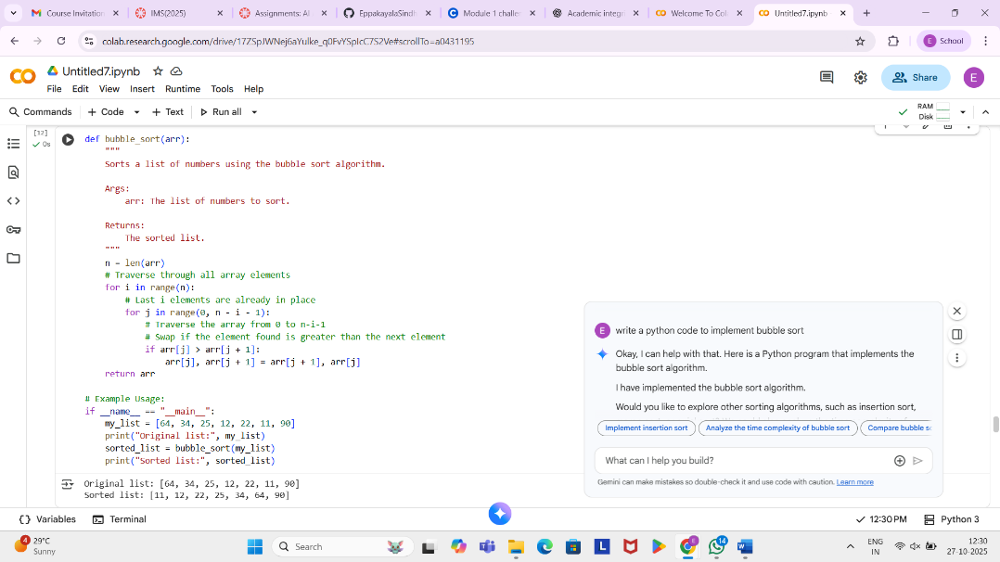 Course Invitation
IMS(2025)
Assignments: AI
EppakayalaSindh
Module 1 challen
Academic integri
Welcome To Col
Untitled7.ipynb
colab.research.google.com/drive/17ZSpJWNej6aYulke_q0FvYSpIcC7S2Ve#scrollTo=a0431195
E School
Untitled7.ipynb
File Edit View Insert Runtime Tools Help
Share
E
Commands + Code + Text Run all
RAM
Disk
[12]
0s
def bubble_sort(arr):
"""
Sorts a list of numbers using the bubble sort algorithm.
Args:
arr: The list of numbers to sort.
Returns:
The sorted list.
"""
n = len(arr)
# Traverse through all array elements
for i in range(n):
# Last i elements are already in place
for j in range(0, n - i - 1):
# Traverse the array from 0 to n-i-1
# Swap if the element found is greater than the next element
if arr[j] > arr[j + 1]:
arr[j], arr[j + 1] = arr[j + 1], arr[j]
return arr
# Example Usage:
if __name__ == "__main__":
my_list = [64, 34, 25, 12, 22, 11, 90]
print("Original list:", my_list)
sorted_list = bubble_sort(my_list)
print("Sorted list:", sorted_list)
Original list: [64, 34, 25, 12, 22, 11, 90]
Sorted list: [11, 12, 22, 25, 34, 64, 90]
E write a python code to implement bubble sort
Okay, I can help with that. Here is a Python program that implements the
bubble sort algorithm.
I have implemented the bubble sort algorithm.
Would you like to explore other sorting algorithms, such as insertion sort,
Implement insertion sort Analyze the time complexity of bubble sort Compare bubble so
What can I help you build?
Gemini can make mistakes so double-check it and use code with caution. Learn more
Variables Terminal
12:30 PM Python 3
4
29°C
Sunny
Search
14
ENG
IN
12:30
27-10-2025